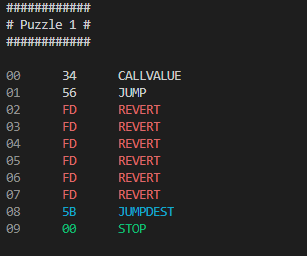 ############
# Puzzle 1 #
############
00 34 CALLVALUE
01 56 JUMP
02 FD REVERT
03 FD REVERT
04 FD REVERT
05 FD REVERT
06 FD REVERT
07 FD REVERT
08 5B JUMPDEST
09 00 STOP